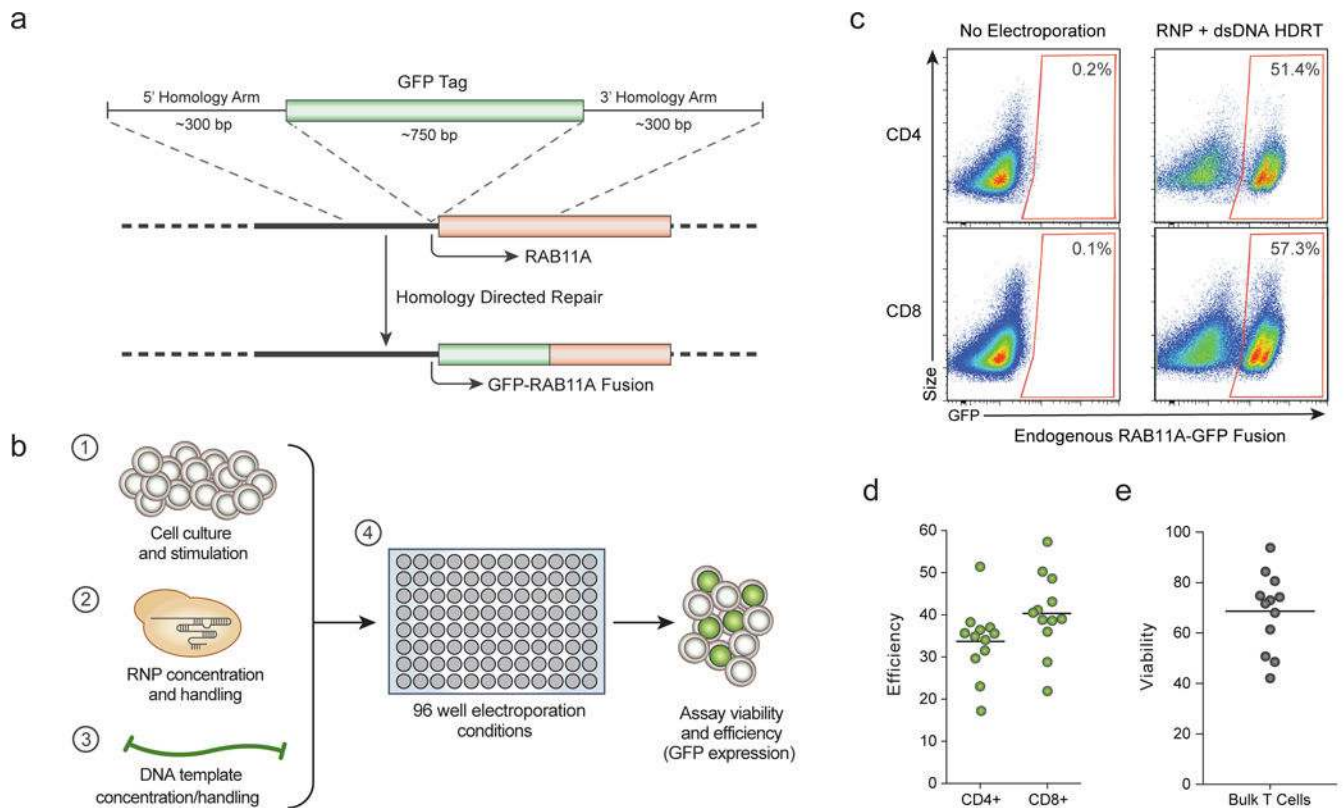 a
GFP Tag
5' Homology Arm
3' Homology Arm
~300 bp
~750 bp
~300 bp
RAB11A
Homology Directed Repair
GFP-RAB11A Fusion
b
1
Cell culture
and stimulation
2
RNP concentration
and handling
3
DNA template
concentration/handling
4
96 well electroporation
conditions
Assay viability
and efficiency
(GFP expression)
c
No Electroporation
RNP + dsDNA HDRT
CD4
0.2%
51.4%
CD8
0.1%
57.3%
Size
GFP
Endogenous RAB11A-GFP Fusion
d
Efficiency
60
50
40
30
20
10
0
CD4+
CD8+
e
Viability
100
80
60
40
20
0
Bulk T Cells